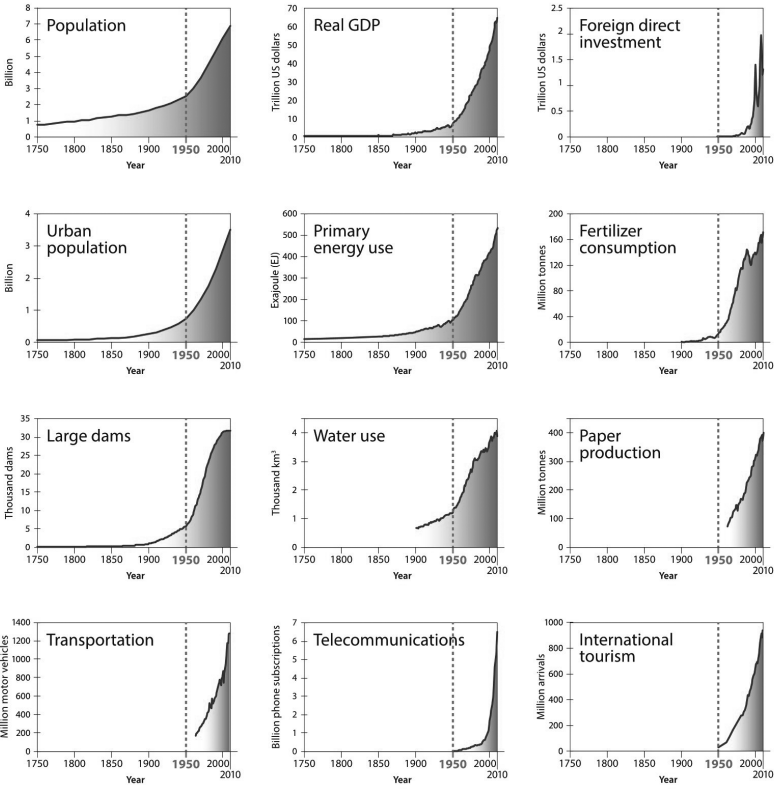 Population
Billion
8
7
6
5
4
3
2
1
0
1750 1800 1850 1900 1950 2000 2010
Year
Real GDP
Trillion US dollars
70
60
50
40
30
20
10
0
1750 1800 1850 1900 1950 2000 2010
Year
Foreign direct
investment
Trillion US dollars
2.5
2
1.5
1
0.5
0
1750 1800 1850 1900 1950 2000 2010
Year
Urban
population
Billion
4
3
2
1
0
1750 1800 1850 1900 1950 2000 2010
Year
Primary
energy use
Exajoule (EJ)
600
500
400
300
200
100
0
1750 1800 1850 1900 1950 2000 2010
Year
Fertilizer
consumption
Million tonnes
200
160
120
80
40
0
1750 1800 1850 1900 1950 2000 2010
Year
Large dams
Thousand dams
35
30
25
20
15
10
5
0
1750 1800 1850 1900 1950 2000 2010
Year
Water use
Thousand km³
4
3
2
1
0
1750 1800 1850 1900 1950 2000 2010
Year
Paper
production
Million tonnes
400
300
200
100
0
1750 1800 1850 1900 1950 2000 2010
Year
Transportation
Million motor vehicles
1400
1200
1000
800
600
400
200
0
1750 1800 1850 1900 1950 2000 2010
Year
Telecommunications
Billion phone subscriptions
7
6
5
4
3
2
1
0
1750 1800 1850 1900 1950 2000 2010
Year
International
tourism
Million arrivals
1000
800
600
400
200
0
1750 1800 1850 1900 1950 2000 2010
Year